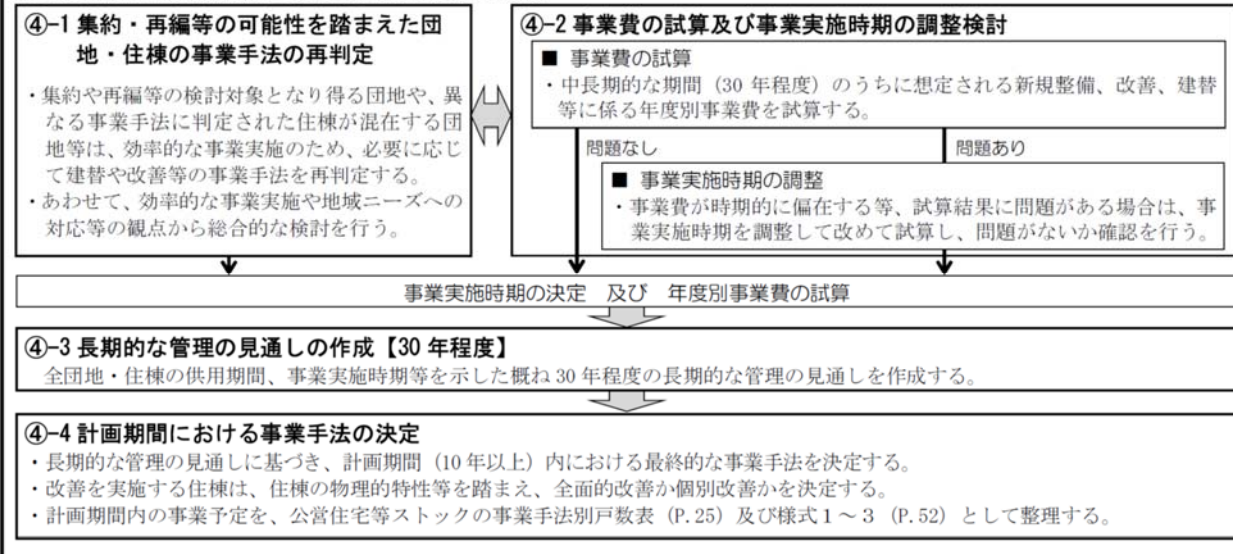 ④-1 集約・再編等の可能性を踏まえた団
地・住棟の事業手法の再判定
・集約や再編等の検討対象となり得る団地や、異
なる事業手法に判定された住棟が混在する団
地等は、効率的な事業実施のため、必要に応じ
て建替や改善等の事業手法を再判定する。
・あわせて、効率的な事業実施や地域ニーズへの
対応等の観点から総合的な検討を行う。
④-2 事業費の試算及び事業実施時期の調整検討
■ 事業費の試算
・中長期的な期間（30 年程度）のうちに想定される新規整備、改善、建替
等に係る年度別事業費を試算する。
問題なし
問題あり
■ 事業実施時期の調整
・事業費が時期的に偏在する等、試算結果に問題がある場合は、事
業実施時期を調整して改めて試算し、問題がないか確認を行う。
事業実施時期の決定　及び　年度別事業費の試算
④-3 長期的な管理の見通しの作成【30 年程度】
全団地・住棟の供用期間、事業実施時期等を示した概ね 30 年程度の長期的な管理の見通しを作成する。
④-4 計画期間における事業手法の決定
・長期的な管理の見通しに基づき、計画期間（10 年以上）内における最終的な事業手法を決定する。
・改善を実施する住棟は、住棟の物理的特性等を踏まえ、全面的改善か個別改善かを決定する。
・計画期間内の事業予定を、公営住宅等ストックの事業手法別戸数表（P.25）及び様式１～３（P.52）として整理する。